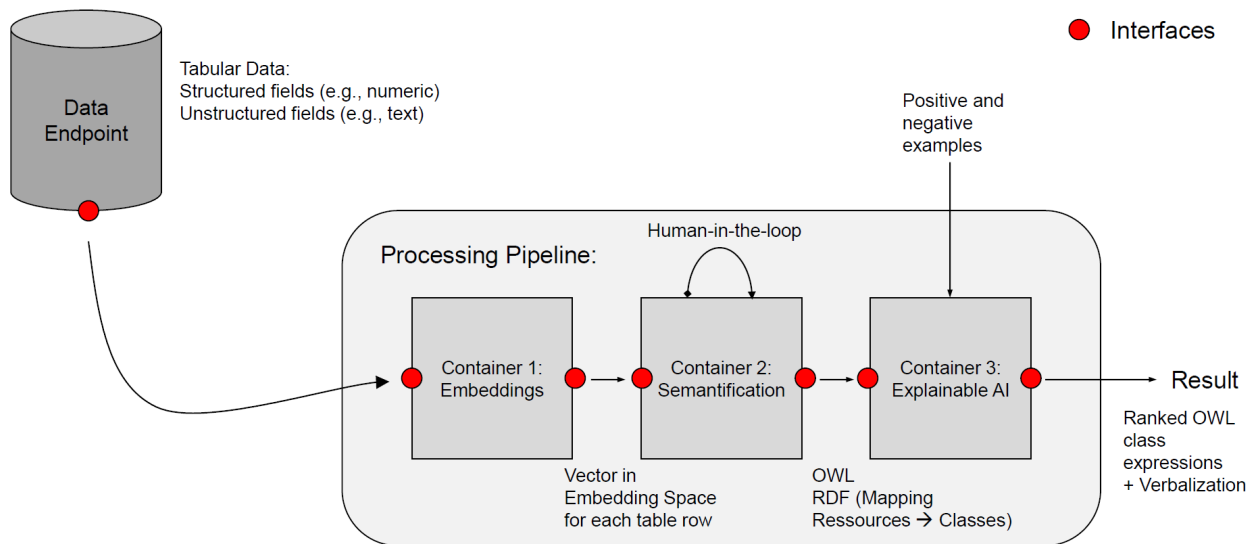 Interfaces
Data
Endpoint
Tabular Data:
Structured fields (e.g., numeric)
Unstructured fields (e.g., text)
Positive and
negative
examples
Human-in-the-loop
Processing Pipeline:
Container 1:
Embeddings
Container 2:
Semantification
Container 3:
Explainable AI
Result
Ranked OWL
class
expressions
+ Verbalization
Vector in
Embedding Space
for each table row
OWL
RDF (Mapping
Ressources → Classes)